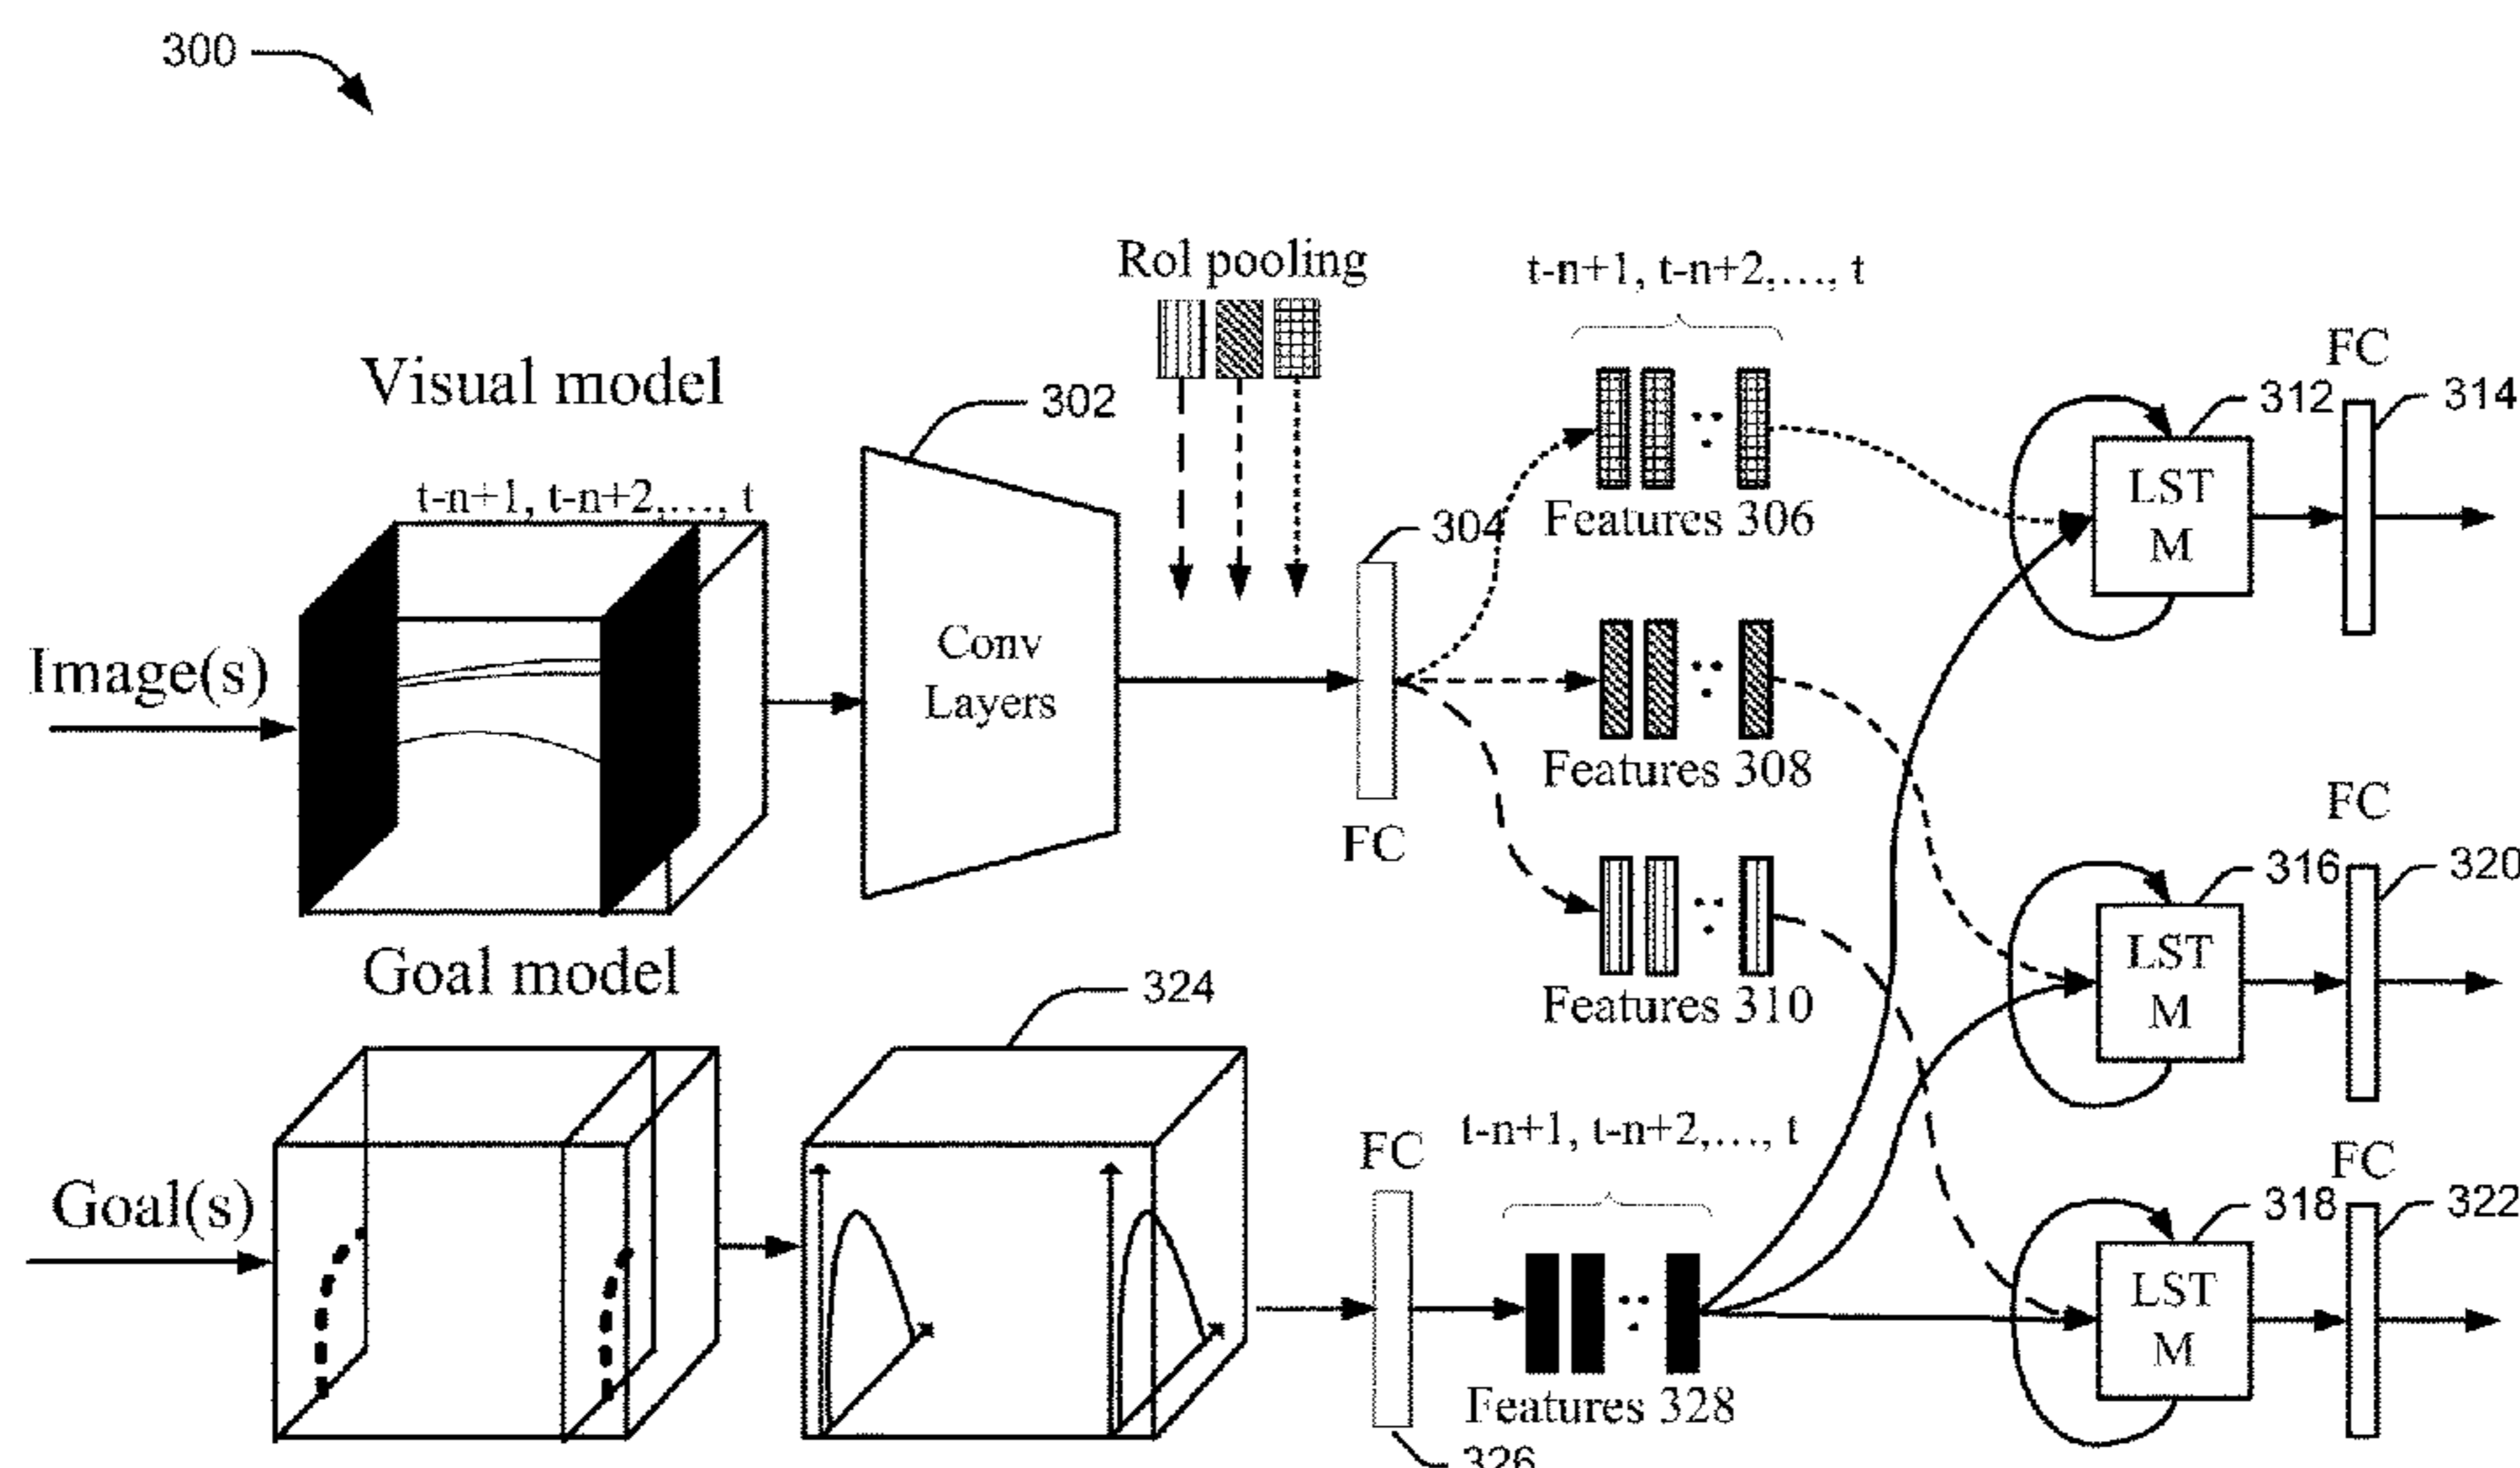 300
RoI pooling
t-n+1, t-n+2,..., t
FC
Visual model
302
312
314
t-n+1, t-n+2,..., t
LST
M
304
Features 306
Conv
Layers
Image(s)
Features 308
FC
FC
316
320
Goal model
324
Features 310
LST
M
t-n+1, t-n+2,..., t
FC
FC
Goal(s)
318
322
LST
M
Features 328
326